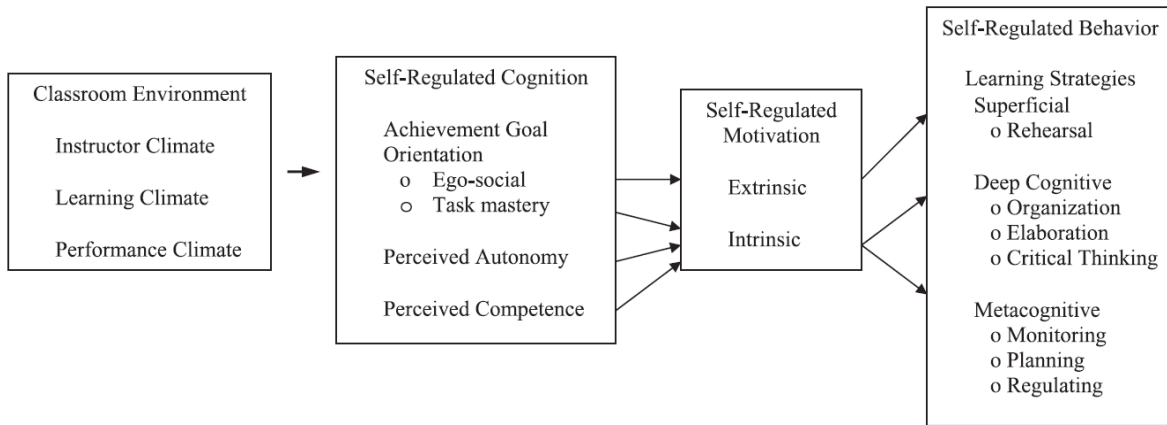 Classroom Environment
Instructor Climate
Learning Climate
Performance Climate
Self-Regulated Cognition
Achievement Goal
Orientation
o Ego-social
o Task mastery
Perceived Autonomy
Perceived Competence
Self-Regulated
Motivation
Extrinsic
Intrinsic
Self-Regulated Behavior
Learning Strategies
Superficial
o Rehearsal
Deep Cognitive
o Organization
o Elaboration
o Critical Thinking
Metacognitive
o Monitoring
o Planning
o Regulating